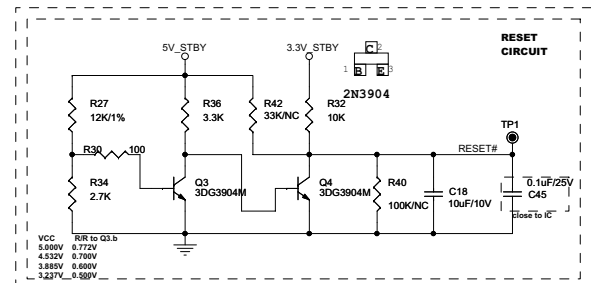 RESET
CIRCUIT
5V_STBY
3.3V_STBY
C 2
1 B E 3
2N3904
R27
12K/1%
R36
3.3K
R42
33K/NC
R32
10K
TP1
R30 100
RESET#
R34
2.7K
Q3
3DG3904M
Q4
3DG3904M
R40
100K/NC
C18
10uF/10V
0.1uF/25V
C45
close to IC
VCC R/R to Q3.b
5.000V 0.772V
4.532V 0.700V
3.885V 0.600V
3.237V 0.500V